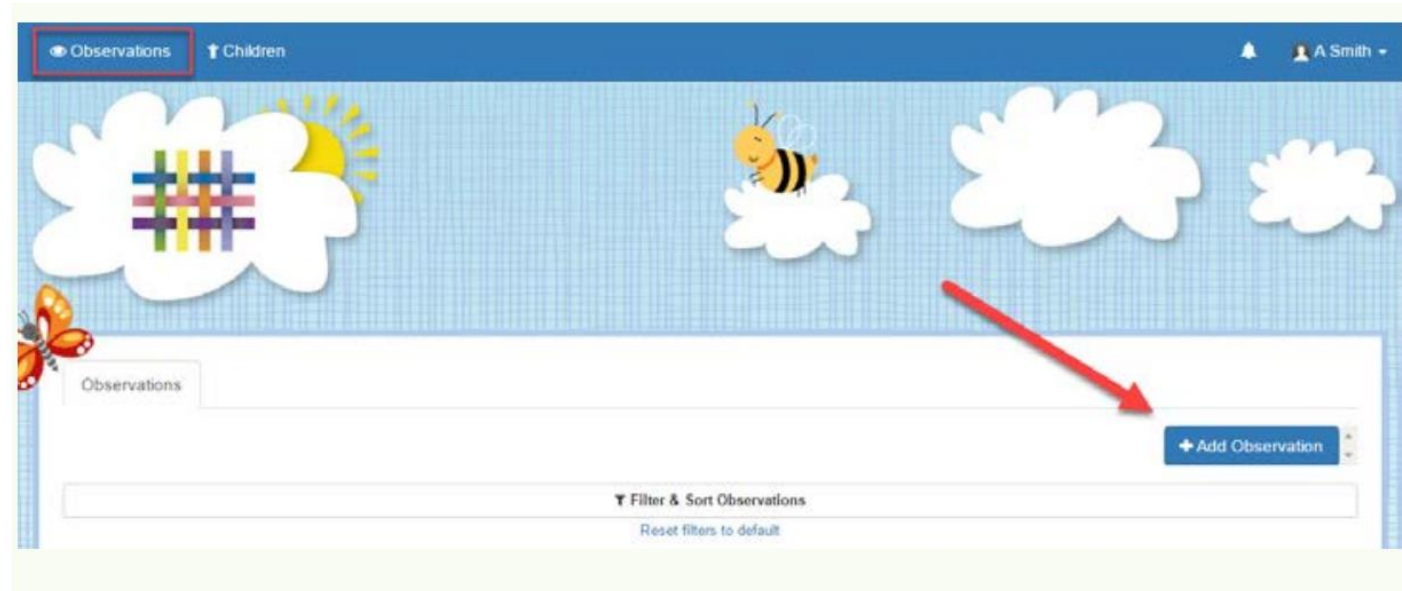 Observations Children A Smith
Observations
+ Add Observation
Filter & Sort Observations
Reset filters to default